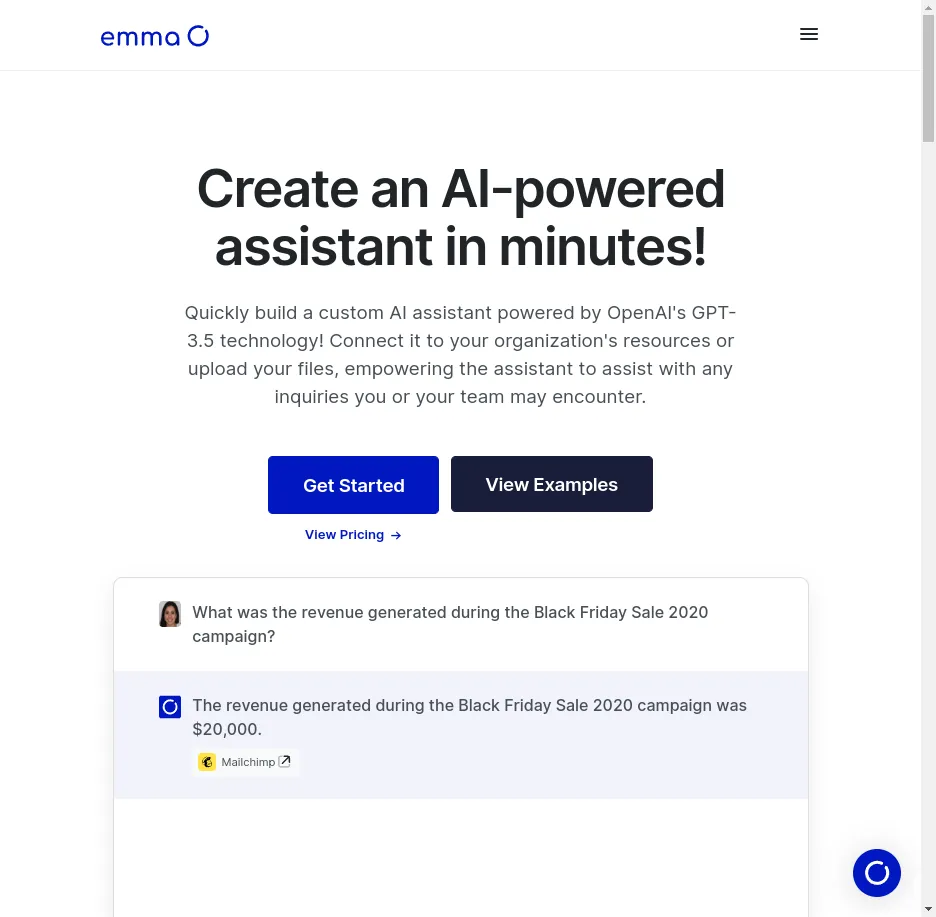 emma
Create an AI-powered
assistant in minutes!
Quickly build a custom AI assistant powered by OpenAI's GPT-
3.5 technology! Connect it to your organization's resources or
upload your files, empowering the assistant to assist with any
inquiries you or your team may encounter.
Get Started
View Examples
View Pricing →
What was the revenue generated during the Black Friday Sale 2020
campaign?
The revenue generated during the Black Friday Sale 2020 campaign was
$20,000.
Mailchimp